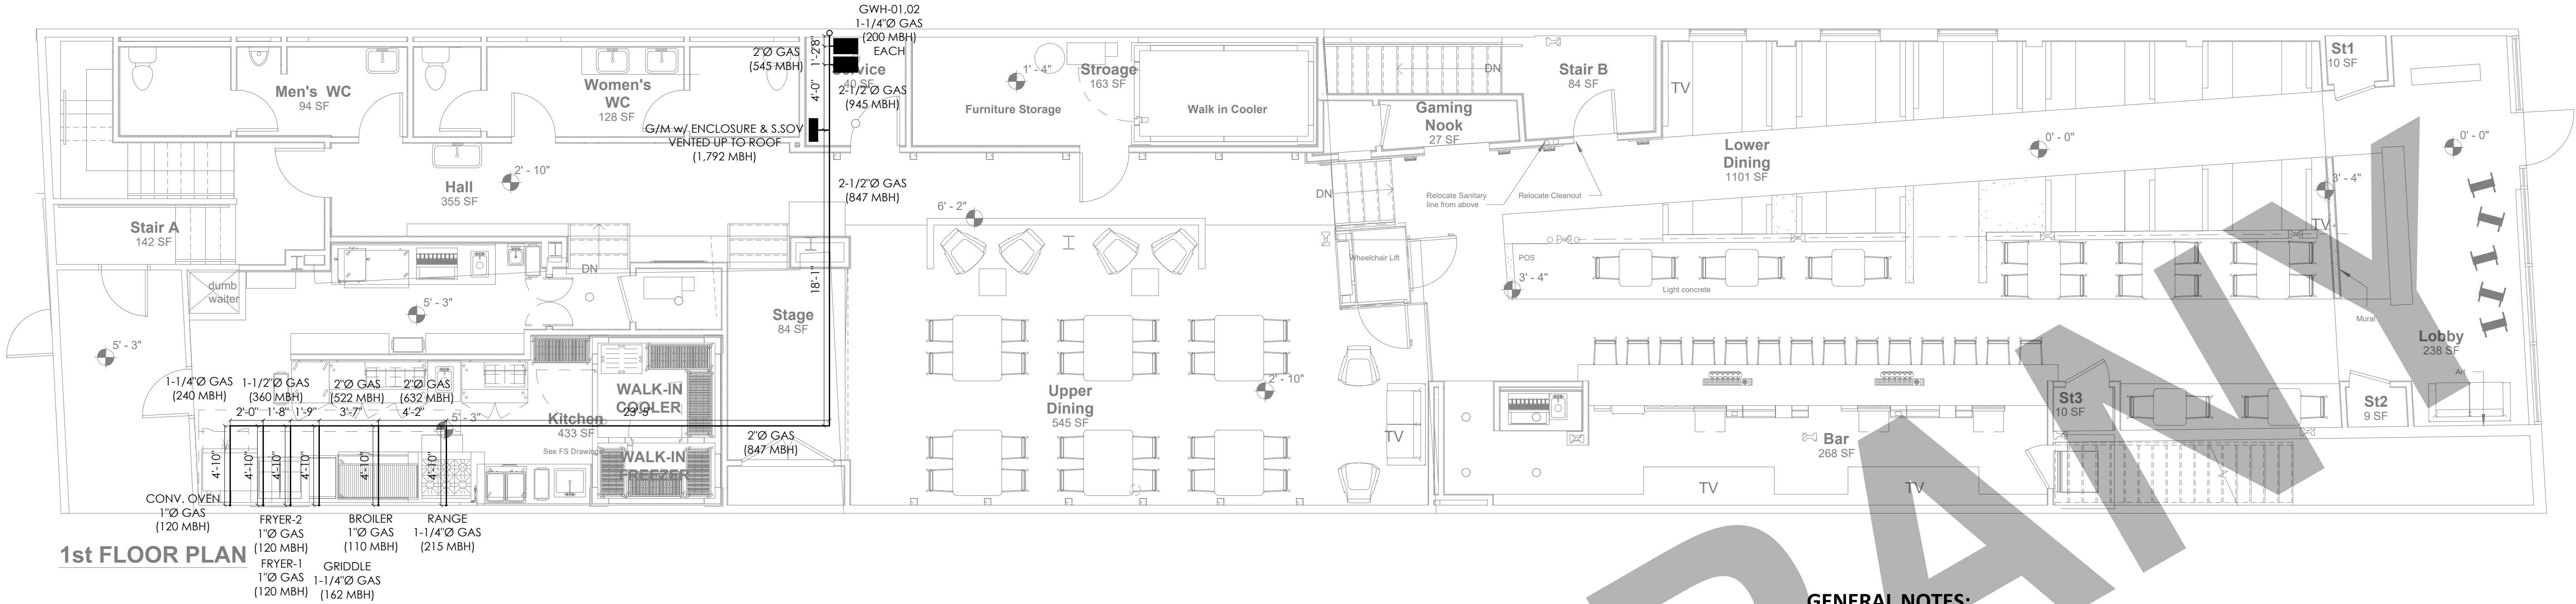 GWH-01,02
1-1/4"Ø GAS
(200 MBH)
EACH
2"Ø GAS
(545 MBH)
8"
1'-2"
4'-0"
Service
40 SF
2-1/2"Ø GAS
(945 MBH)
G/M w/ ENCLOSURE & S.SOV
VENTED UP TO ROOF
(1,792 MBH)
2-1/2"Ø GAS
(847 MBH)
18'-1"
Men's WC
94 SF
Women's
WC
128 SF
1' - 4"
Stroage
163 SF
Furniture Storage
Walk in Cooler
DN
Stair B
84 SF
TV
St1
10 SF
Gaming
Nook
27 SF
Lower
Dining
1101 SF
0' - 0"
0' - 0"
2' - 10"
Hall
355 SF
6' - 2"
DN
Relocate Sanitary
line from above
Relocate Cleanout
3' - 4"
TV
Stair A
142 SF
DN
Wheelchair Lift
POS
3' - 4"
Light concrete
dumb
waiter
5' - 3"
Stage
84 SF
Mural
Lobby
238 SF
5' - 3"
1-1/4"Ø GAS
(240 MBH)
1-1/2"Ø GAS
(360 MBH)
2"Ø GAS
(522 MBH)
2"Ø GAS
(632 MBH)
2'-0"
1'-8"
1'-9"
3'-7"
4'-2"
5' - 3"
Kitchen
433 SF
See FS Drawings
WALK-IN
COOLER
23'-5"
WALK-IN
FREEZER
2"Ø GAS
(847 MBH)
Upper
Dining
545 SF
2' - 10"
TV
Art
St3
10 SF
St2
9 SF
Bar
268 SF
TV
TV
4'-10"
4'-10"
4'-10"
4'-10"
4'-10"
4'-10"
CONV. OVEN
1"Ø GAS
(120 MBH)
FRYER-2
1"Ø GAS
(120 MBH)
FRYER-1
1"Ø GAS
(120 MBH)
GRIDDLE
1-1/4"Ø GAS
(162 MBH)
BROILER
1"Ø GAS
(110 MBH)
RANGE
1-1/4"Ø GAS
(215 MBH)
1st FLOOR PLAN
PANY
GENERAL NOTES: